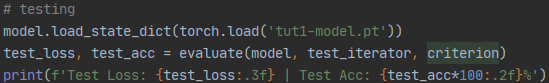 # testing
model.load_state_dict(torch.load('tut1-model.pt'))
test_loss, test_acc = evaluate(model, test_iterator, criterion)
print(f'Test Loss: {test_loss:.3f} | Test Acc: {test_acc*100:.2f}%')